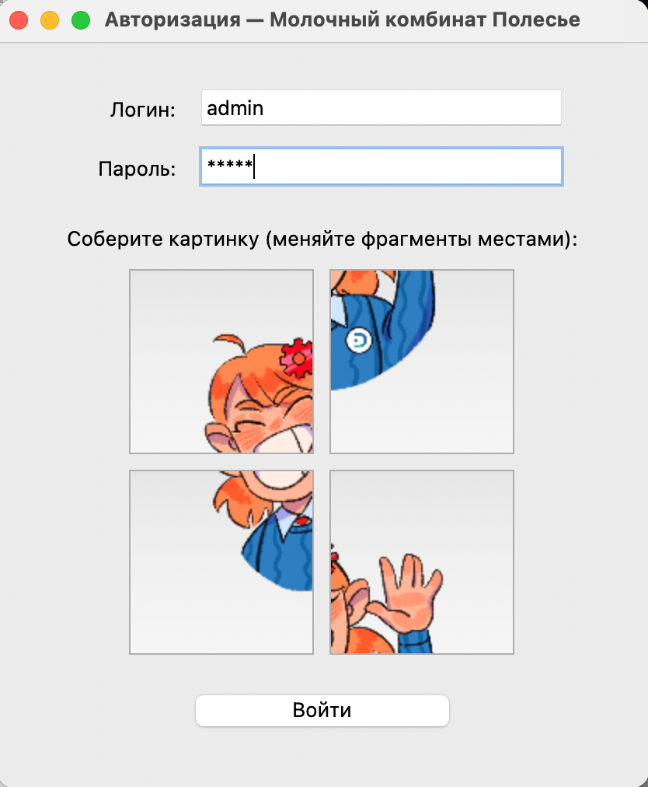 Авторизация — Молочный комбинат Полесье
Логин: admin
Пароль: *****
Соберите картинку (меняйте фрагменты местами):
Войти